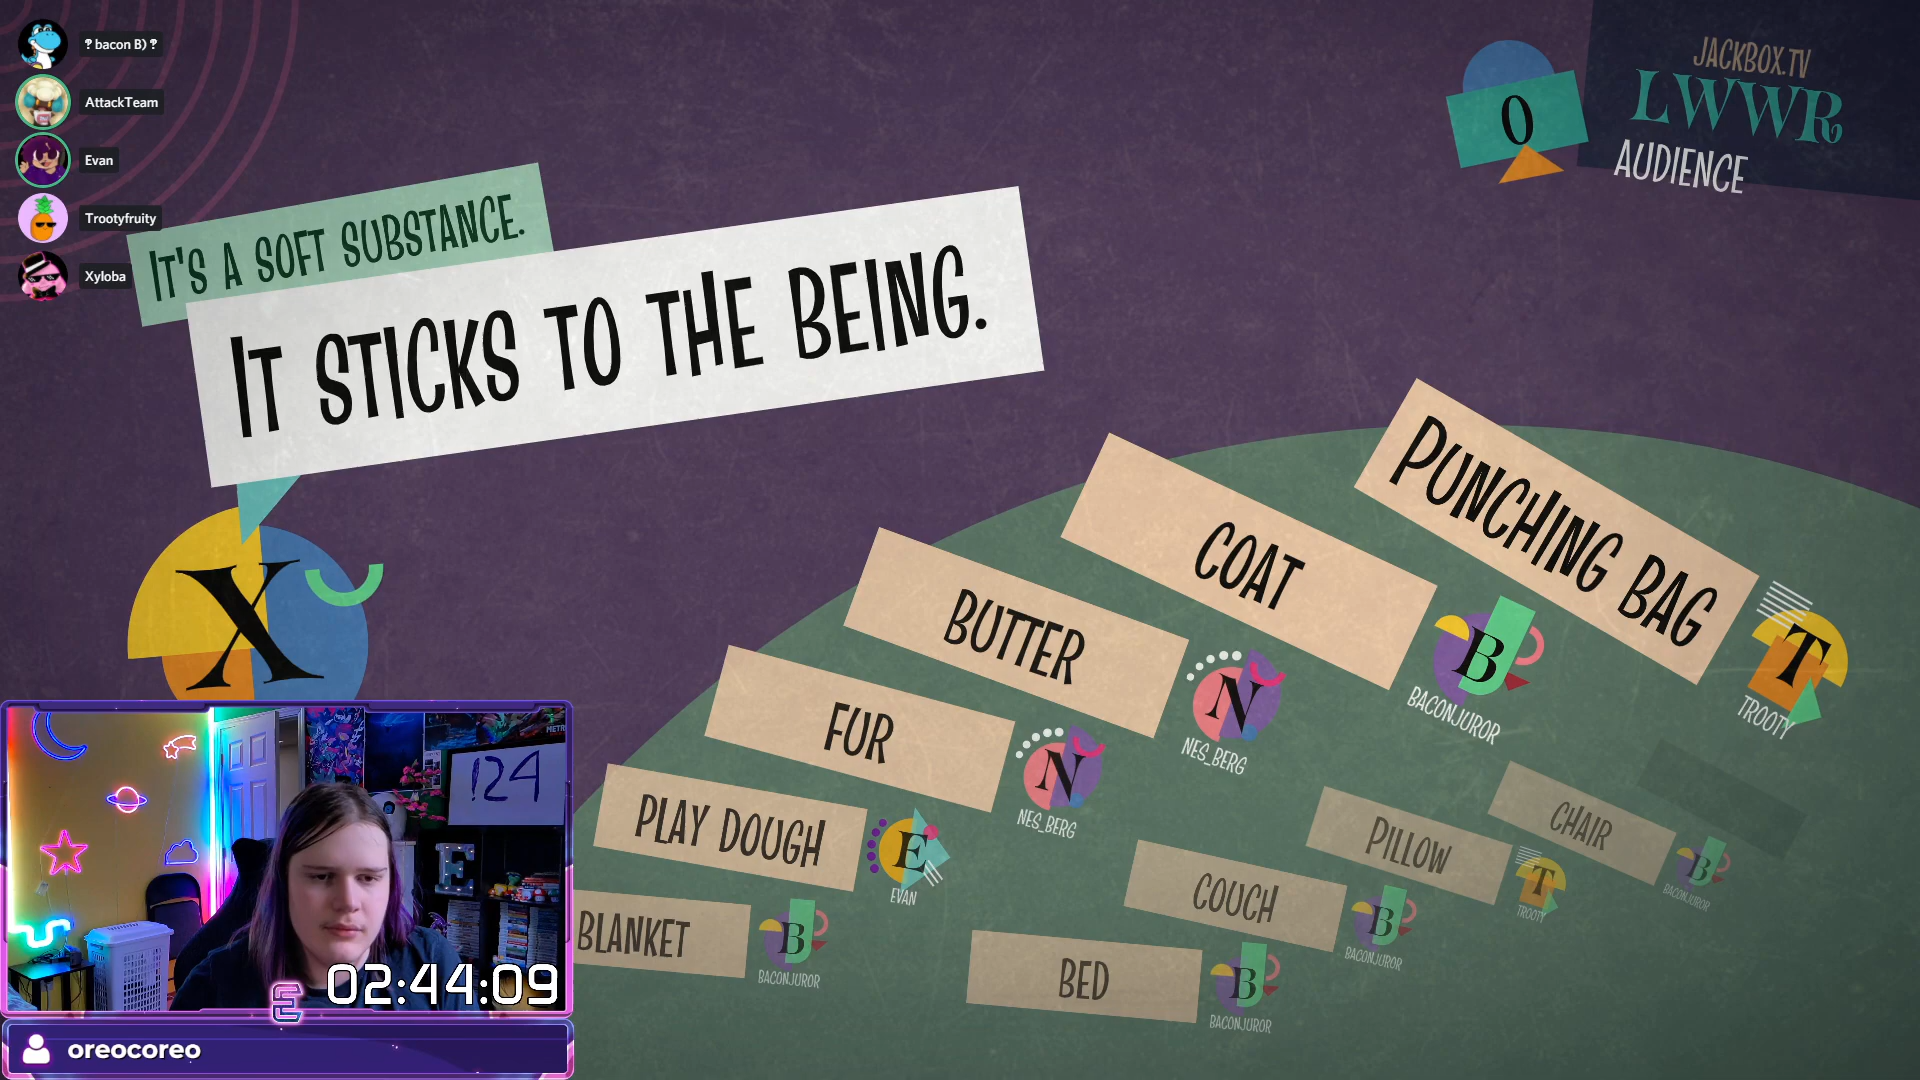 ‽ bacon B) ‽
AttackTeam
Evan
Trootyfruity
Xyloba
JACKBOX.TV
LWWR
AUDIENCE
0
IT'S A SOFT SUBSTANCE.
IT STICKS TO THE BEING.
X
PUNCHING BAG
T
TROOTY
COAT
B
BACONJUROR
BUTTER
N
NES_BERG
FUR
N
NES_BERG
PLAY DOUGH
E
EVAN
BLANKET
B
BACONJUROR
CHAIR
B
BACONJUROR
PILLOW
T
TROOTY
COUCH
B
BACONJUROR
BED
B
BACONJUROR
!24
E
02:44:09
oreocoreo